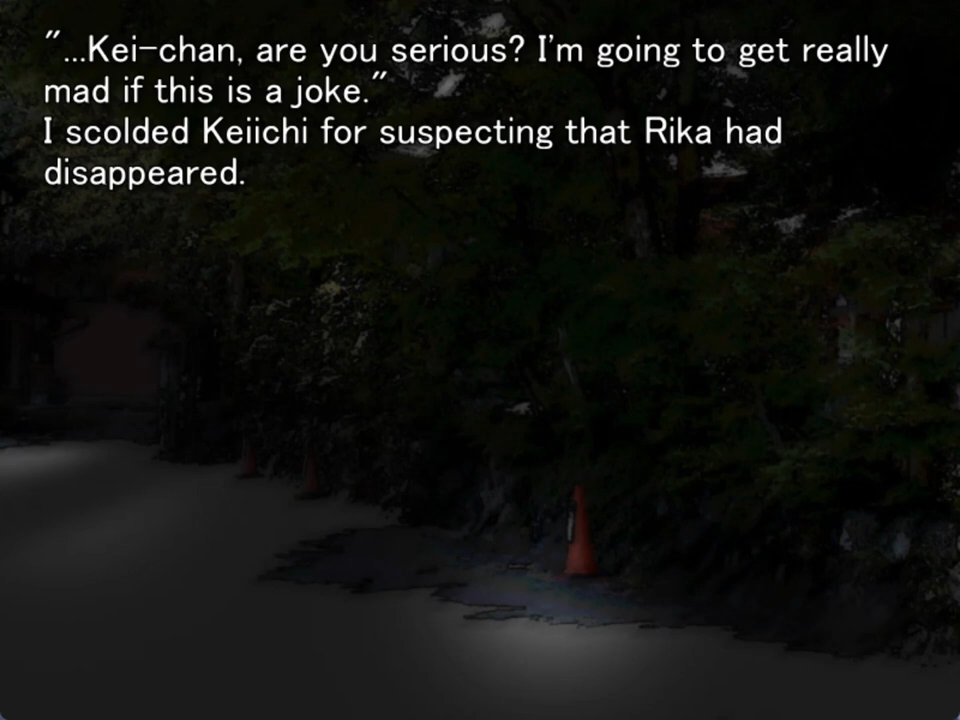 "...Kei-chan, are you serious? I'm going to get really
mad if this is a joke."
I scolded Keiichi for suspecting that Rika had
disappeared.